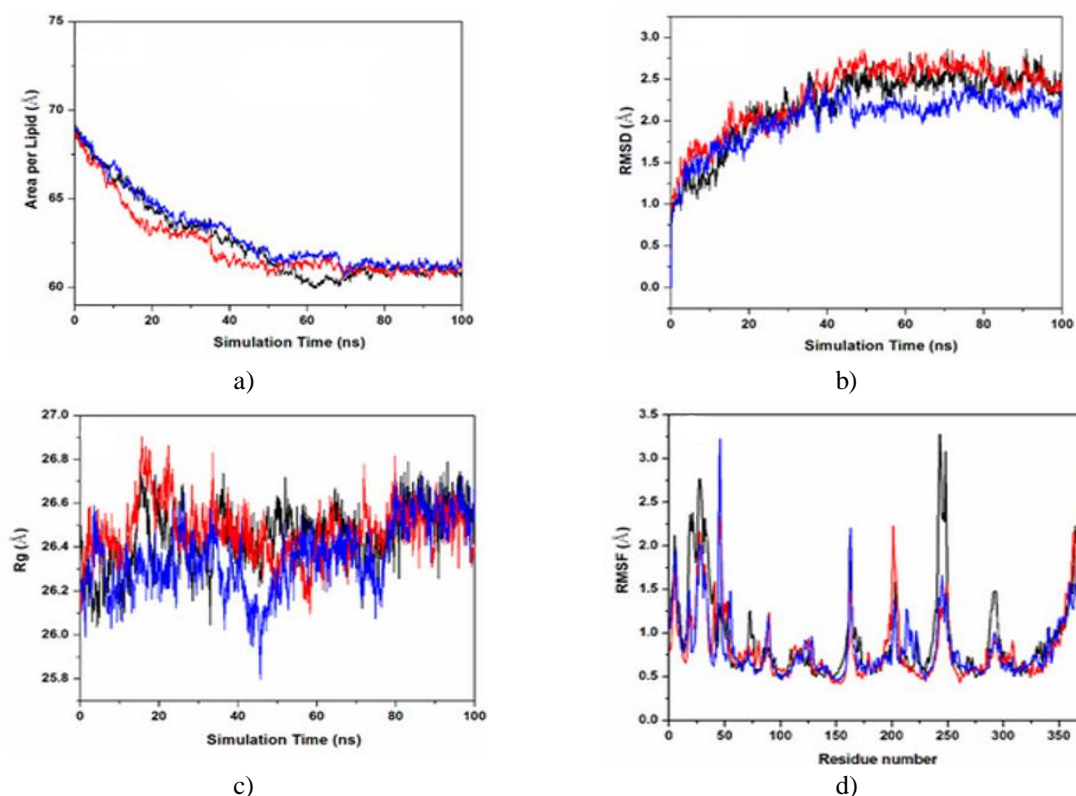 75
70
65
60
Area per Lipid (Å)
0 20 40 60 80 100
Simulation Time (ns)
a)
3.0
2.5
2.0
1.5
1.0
0.5
0.0
RMSD (Å)
0 20 40 60 80 100
Simulation Time (ns)
b)
27.0
26.8
26.6
26.4
26.2
26.0
25.8
Rg (Å)
0 20 40 60 80 100
Simulation Time (ns)
c)
3.5
3.0
2.5
2.0
1.5
1.0
0.5
0.0
RMSF (Å)
0 50 100 150 200 250 300 350
Residue number
d)